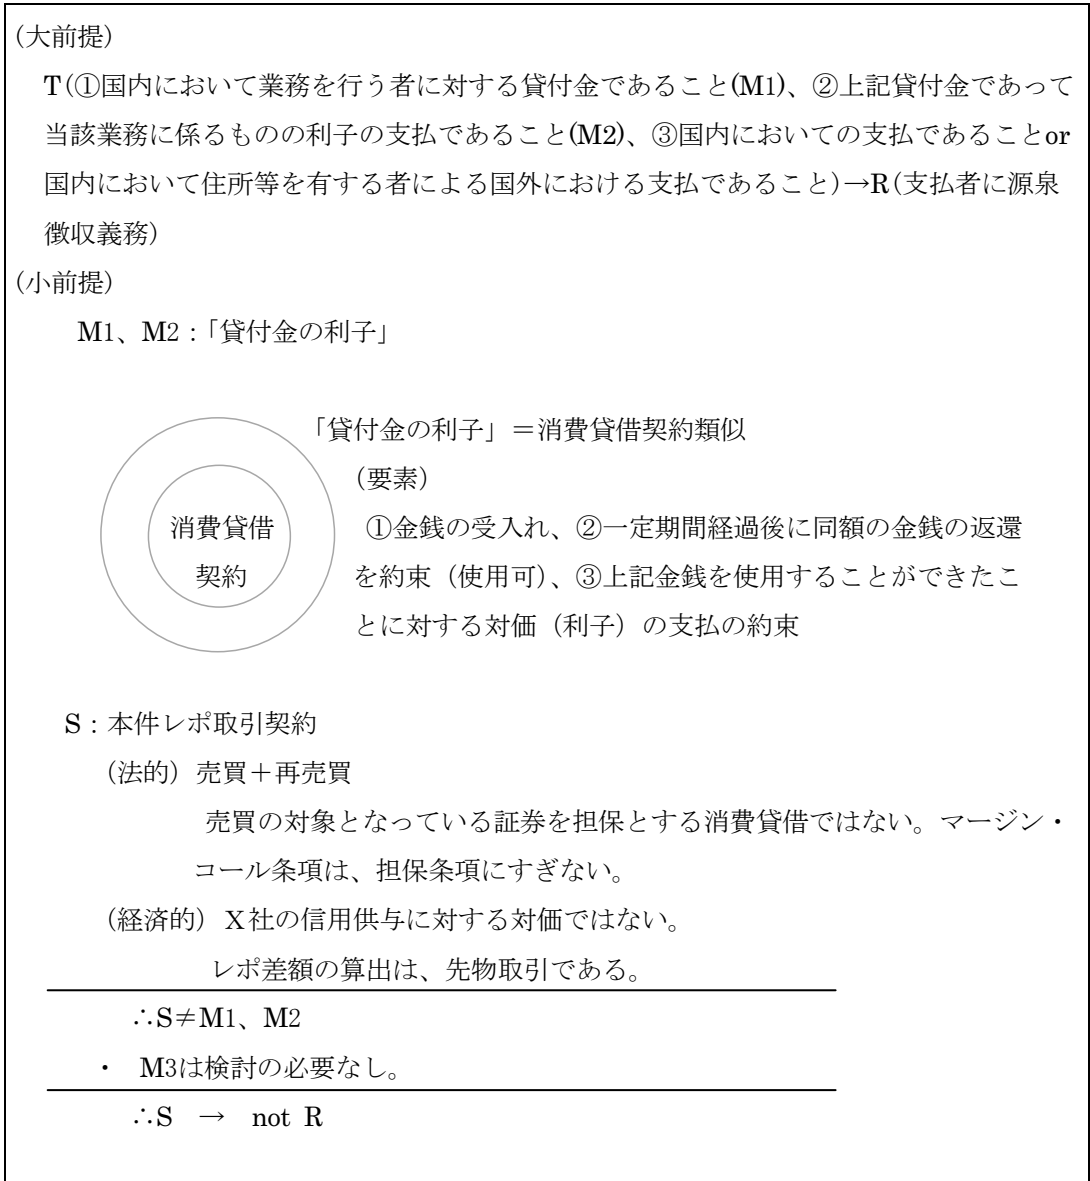 (大前提)
T(①国内において業務を行う者に対する貸付金であること(M1)、②上記貸付金であって
当該業務に係るものの利子の支払であること(M2)、③国内においての支払であることor
国内において住所等を有する者による国外における支払であること)→R(支払者に源泉
徴収義務)
(小前提)
M1、M2：「貸付金の利子」
「貸付金の利子」＝消費貸借契約類似
（要素）
消費貸借
契約
①金銭の受入れ、②一定期間経過後に同額の金銭の返還
を約束（使用可）、③上記金銭を使用することができたこ
とに対する対価（利子）の支払の約束
S：本件レポ取引契約
（法的）売買＋再売買
売買の対象となっている証券を担保とする消費貸借ではない。マージン・
コール条項は、担保条項にすぎない。
（経済的）Ｘ社の信用供与に対する対価ではない。
レポ差額の算出は、先物取引である。
∴S≠M1、M2
・ M3は検討の必要なし。
∴S → not R